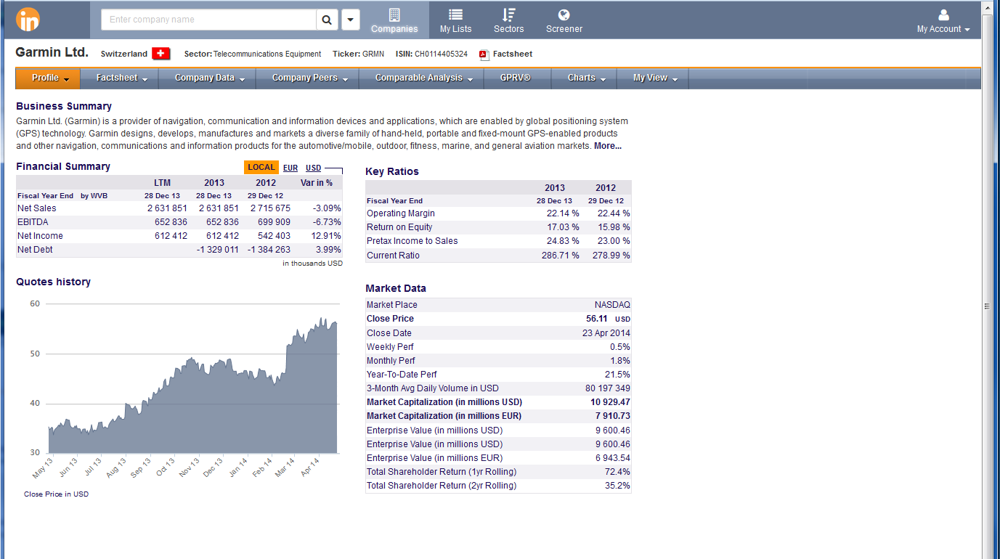 in
Enter company name
Companies
My Lists
Sectors
Screener
My Account
Garmin Ltd. Switzerland Sector: Telecommunications Equipment Ticker: GRMN ISIN: CH0114405324 Factsheet
Profile Factsheet Company Data Company Peers Comparable Analysis GPRV® Charts My View
Business Summary
Garmin Ltd. (Garmin) is a provider of navigation, communication and information devices and applications, which are enabled by global positioning system
(GPS) technology. Garmin designs, develops, manufactures and markets a diverse family of hand-held, portable and fixed-mount GPS-enabled products
and other navigation, communications and information products for the automotive/mobile, outdoor, fitness, marine, and general aviation markets. More...
Financial Summary LOCAL EUR USD
LTM 2013 2012 Var in %
Fiscal Year End by WVB 28 Dec 13 28 Dec 13 29 Dec 12
Net Sales 2 631 851 2 631 851 2 715 675 -3.09%
EBITDA 652 836 652 836 699 909 -6.73%
Net Income 612 412 612 412 542 403 12.91%
Net Debt -1 329 011 -1 384 263 3.99%
in thousands USD
Key Ratios
2013 2012
Fiscal Year End 28 Dec 13 29 Dec 12
Operating Margin 22.14 % 22.44 %
Return on Equity 17.03 % 15.98 %
Pretax Income to Sales 24.83 % 23.00 %
Current Ratio 286.71 % 278.99 %
Quotes history
60
50
40
30
May 13 Jun 13 Jul 13 Aug 13 Sep 13 Oct 13 Nov 13 Dec 13 Jan 14 Feb 14 Mar 14 Apr 14
Close Price in USD
Market Data
Market Place NASDAQ
Close Price 56.11 USD
Close Date 23 Apr 2014
Weekly Perf 0.5%
Monthly Perf 1.8%
Year-To-Date Perf 21.5%
3-Month Avg Daily Volume in USD 80 197 349
Market Capitalization (in millions USD) 10 929.47
Market Capitalization (in millions EUR) 7 910.73
Enterprise Value (in millions USD) 9 600.46
Enterprise Value (in millions USD) 9 600.46
Enterprise Value (in millions EUR) 6 943.54
Total Shareholder Return (1yr Rolling) 72.4%
Total Shareholder Return (2yr Rolling) 35.2%